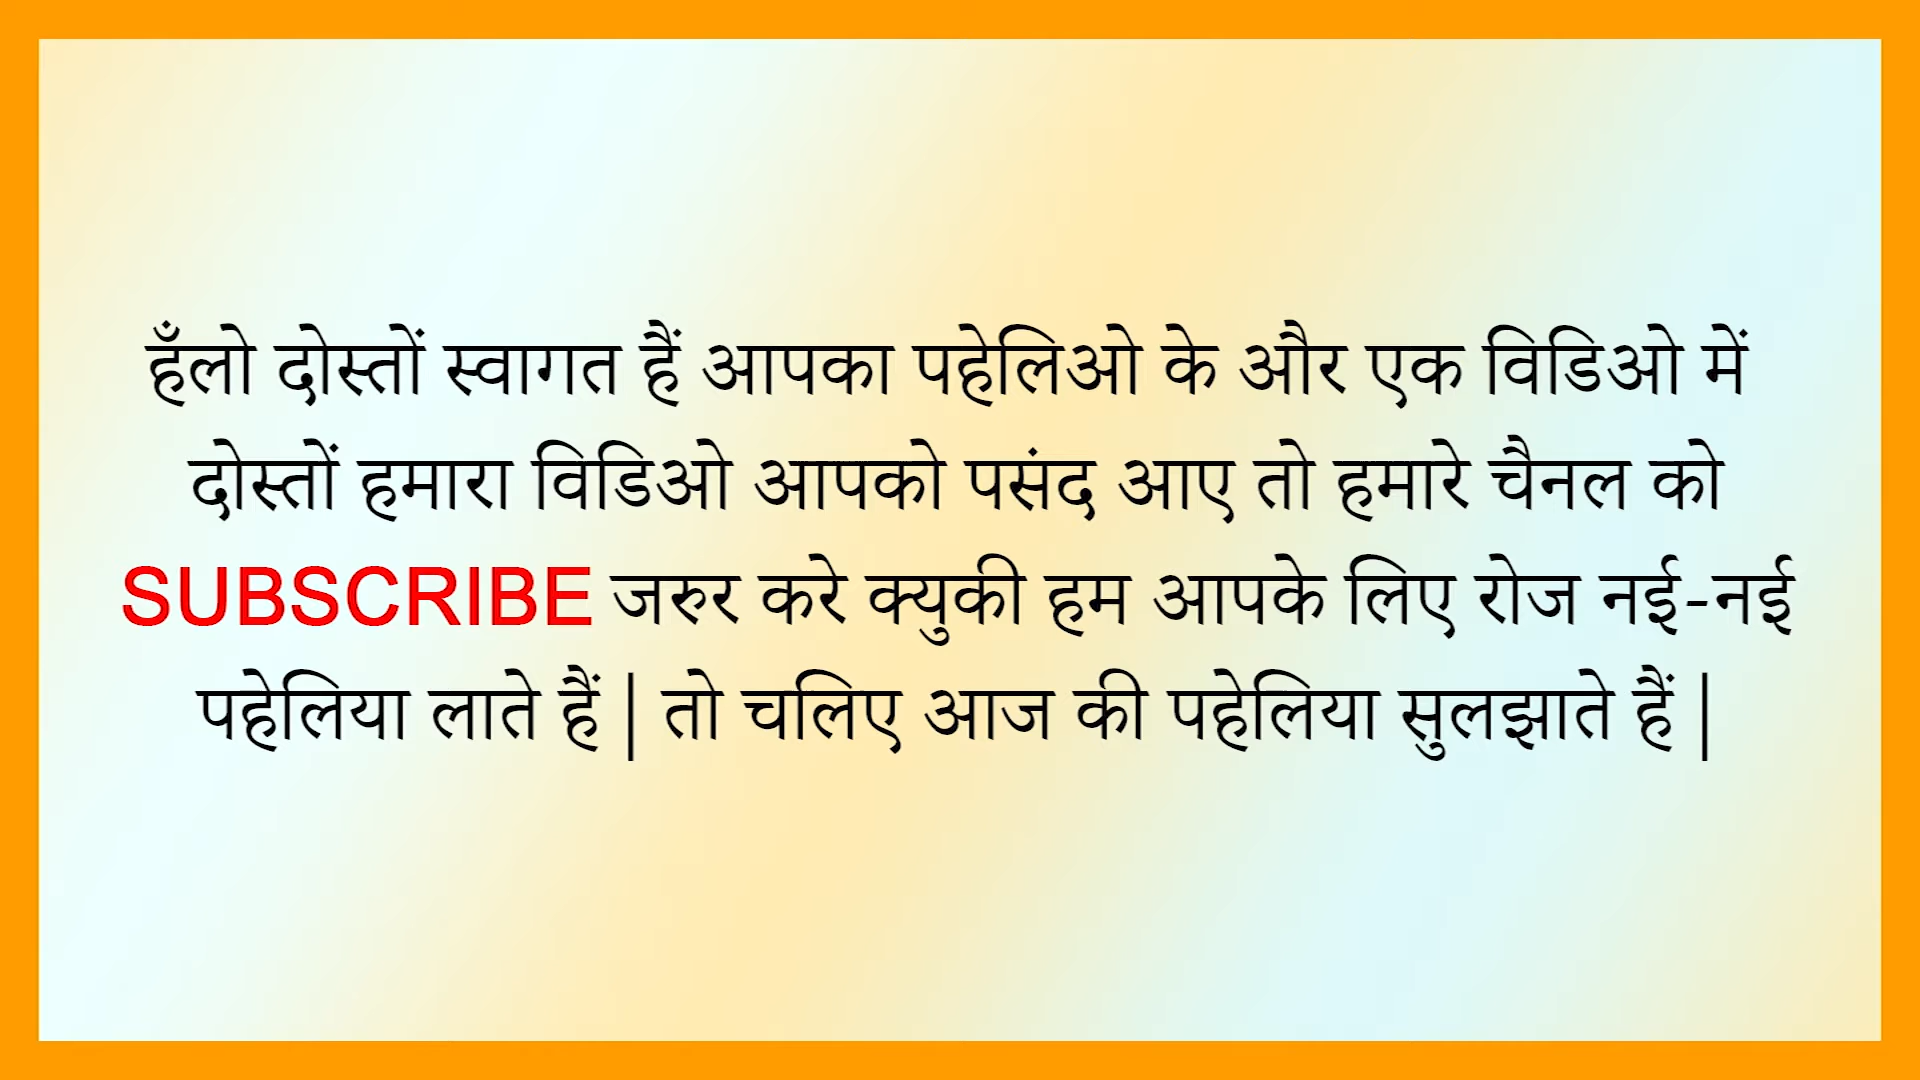 हँलो दोस्तों स्वागत हैं आपका पहेलिओ के और एक विडिओ में
दोस्तों हमारा विडिओ आपको पसंद आए तो हमारे चैनल को
SUBSCRIBE जरुर करे क्युकी हम आपके लिए रोज नई-नई
पहेलिया लाते हैं | तो चलिए आज की पहेलिया सुलझाते हैं |